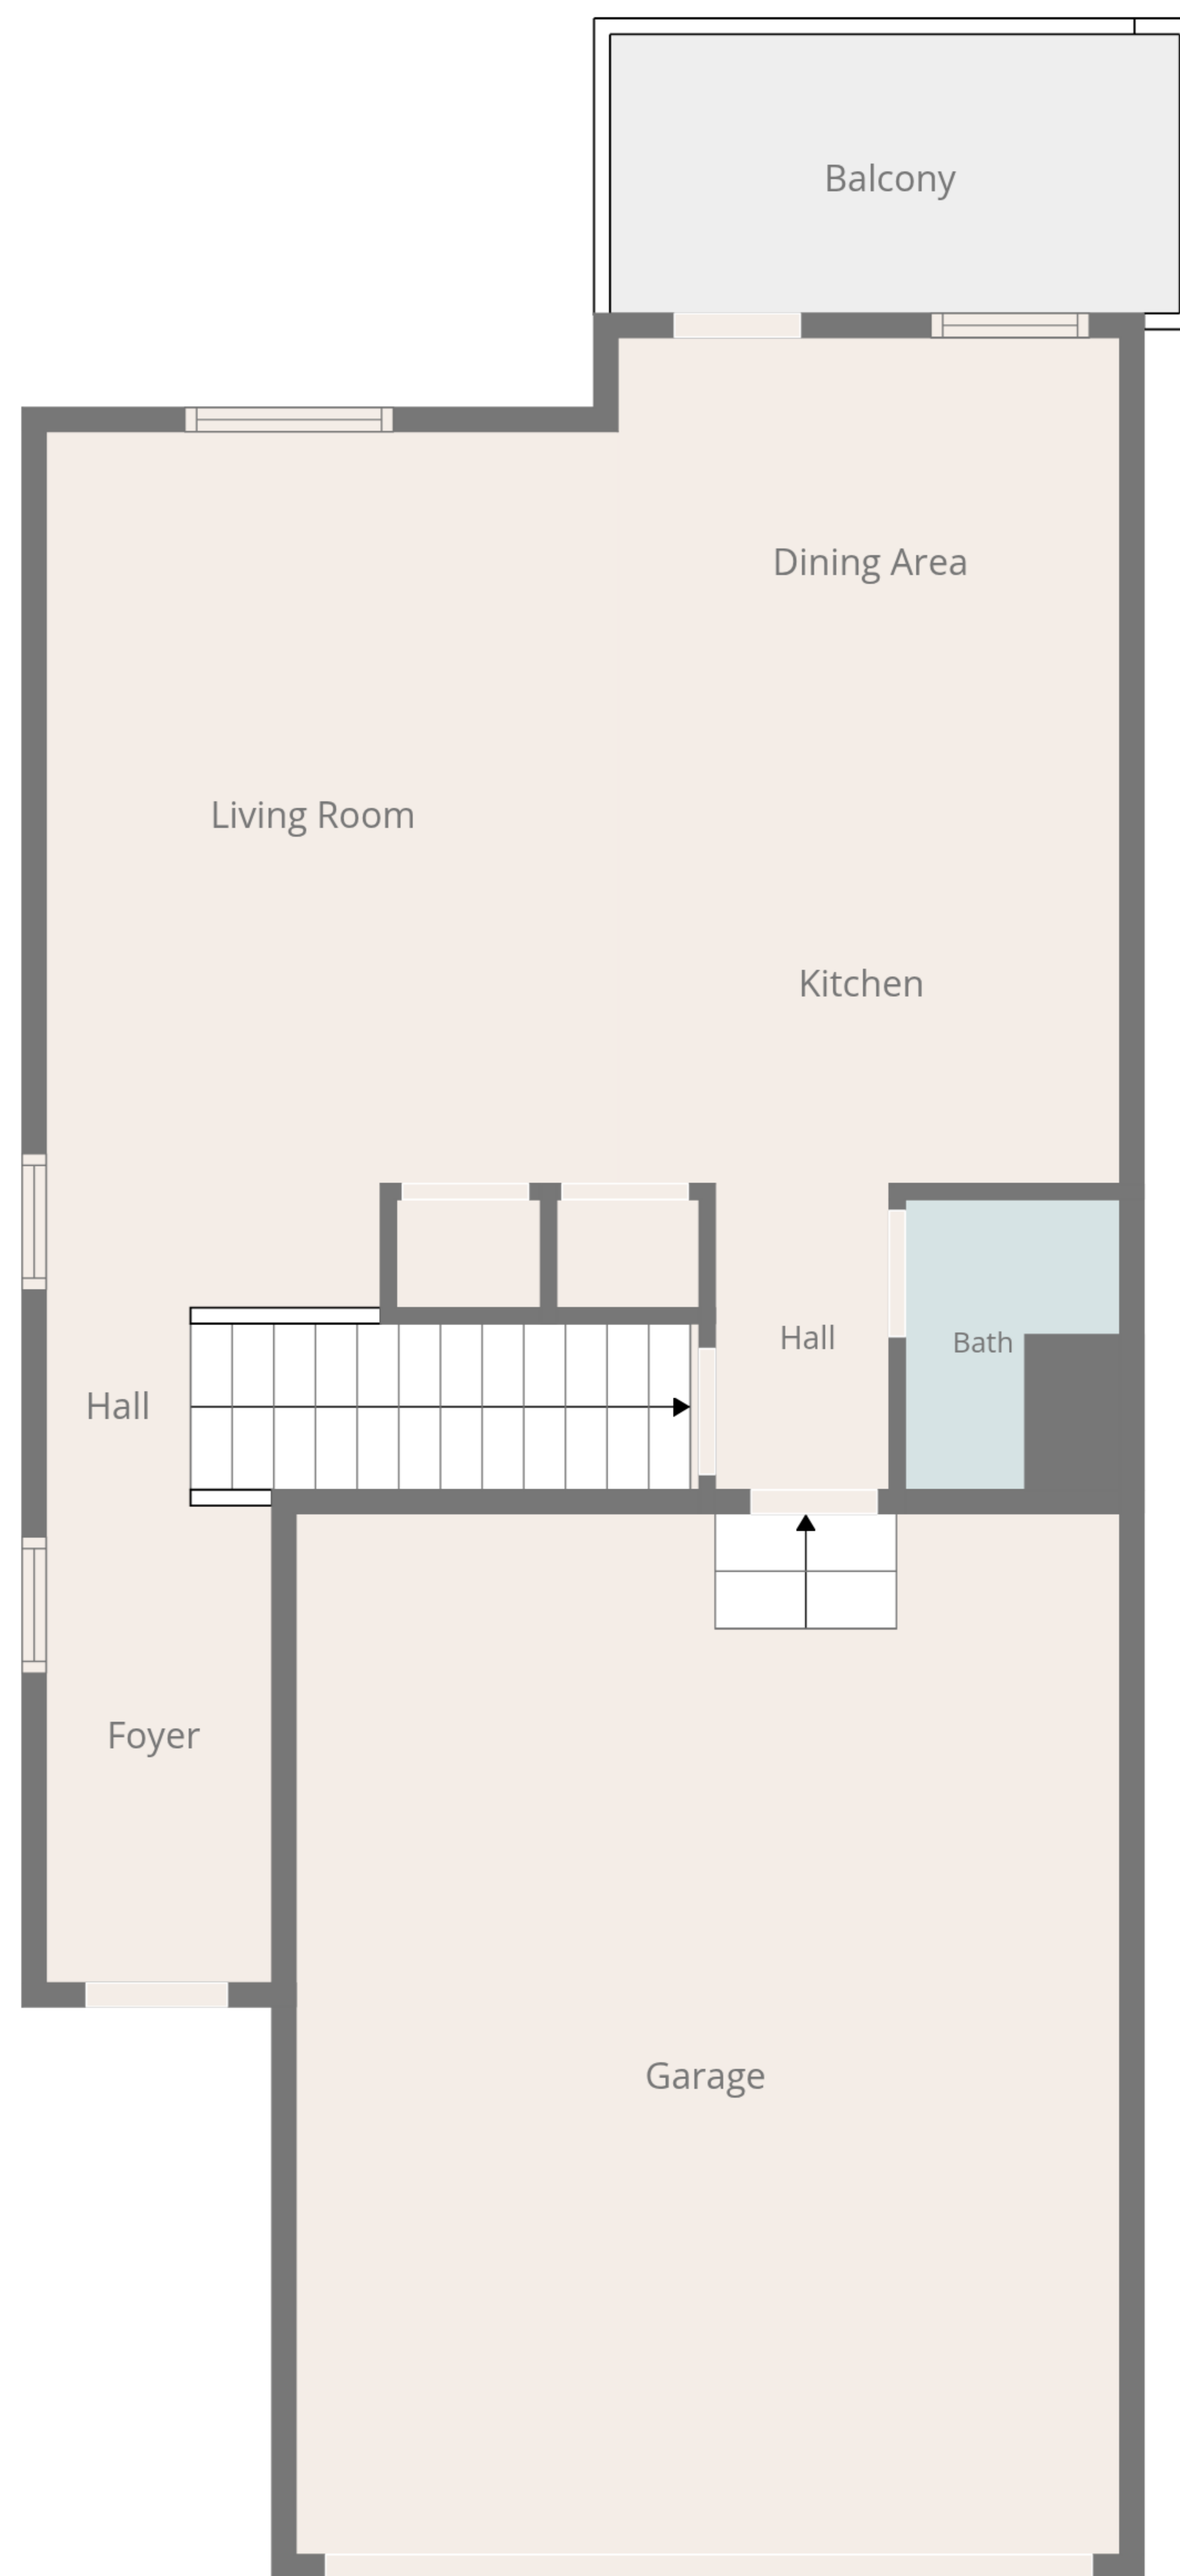 Balcony
Dining Area
Living Room
Kitchen
Hall
Bath
Hall
Foyer
Garage